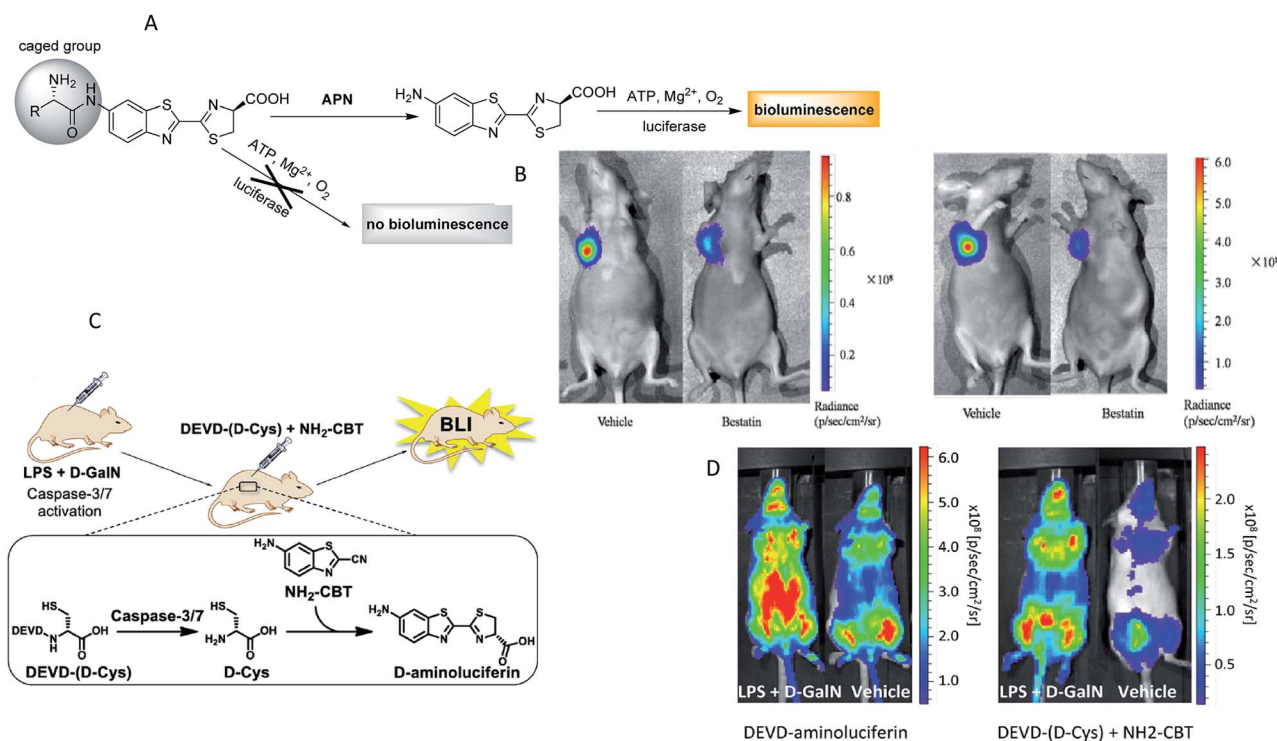 A
caged group
NH2
H
N
R
O
S
N
N
S
COOH
APN
H2N
S
N
N
S
COOH
ATP, Mg2+, O2
luciferase
bioluminescence
ATP, Mg2+, O2
luciferase
no bioluminescence
B
0.8
0.6
0.4
0.2
×10⁸
Vehicle
Bestatin
Radiance
(p/sec/cm²/sr)
6.0
5.0
4.0
3.0
2.0
1.0
Vehicle
Bestatin
Radiance
(p/sec/cm²/sr)
C
LPS + D-GalN
Caspase-3/7
activation
DEVD-(D-Cys) + NH2-CBT
BLI
HS
DEVD
N
H
O
OH
DEVD-(D-Cys)
Caspase-3/7
HS
H2N
O
OH
D-Cys
H2N
S
N
CN
NH2-CBT
H2N
S
N
S
N
O
OH
D-aminoluciferin
D
LPS + D-GalN
Vehicle
6.0
5.0
4.0
3.0
2.0
1.0
x10⁸ [p/sec/cm²/sr]
DEVD-aminoluciferin
LPS + D-GalN
Vehicle
2.0
1.5
1.0
0.5
x10⁸ [p/sec/cm²/sr]
DEVD-(D-Cys) + NH2-CBT